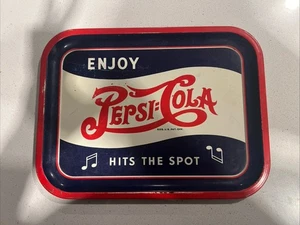 ENJOY
PEPSI-COLA
HITS THE SPOT